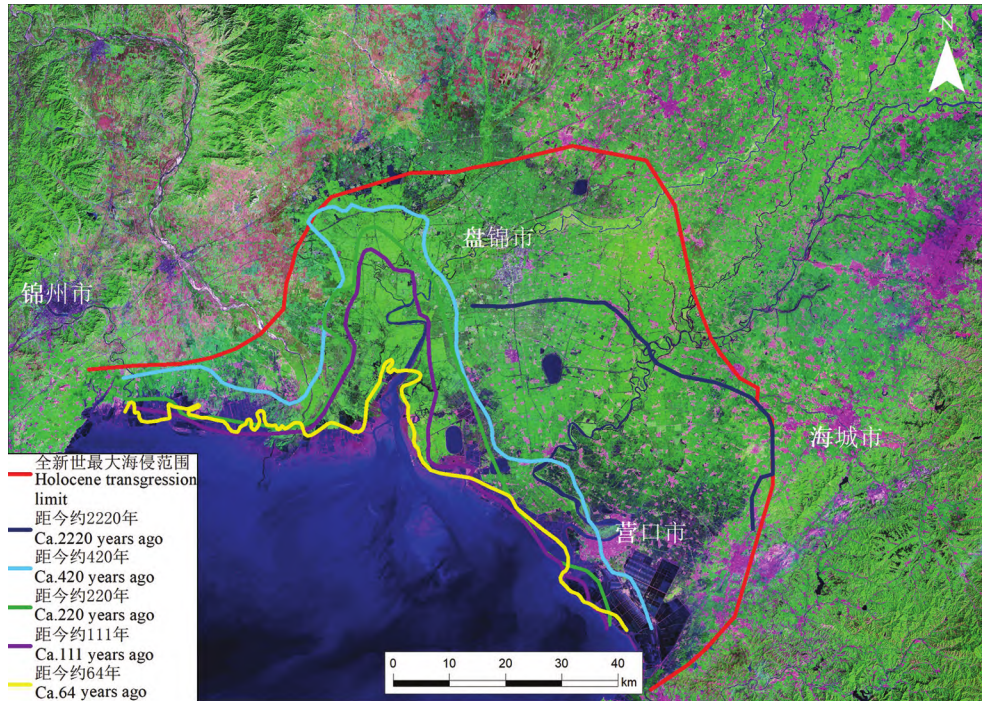 N
盘锦市
锦州市
海城市
营口市
全新世最大海侵范围
Holocene transgression
limit
距今约2220年
Ca.2220 years ago
距今约420年
Ca.420 years ago
距今约220年
Ca.220 years ago
距今约111年
Ca.111 years ago
距今约64年
Ca.64 years ago
0 10 20 30 40
km